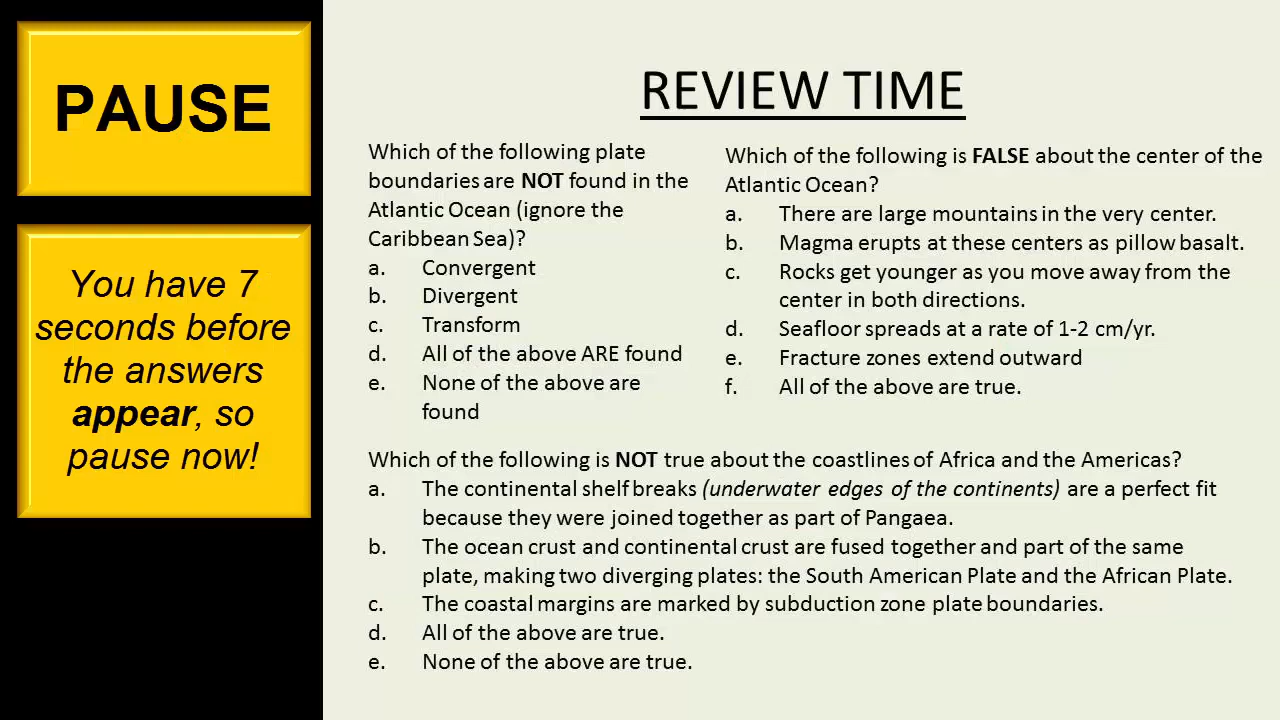 PAUSE
You have 7
seconds before
the answers
appear, so
pause now!
REVIEW TIME
Which of the following plate
boundaries are NOT found in the
Atlantic Ocean (ignore the
Caribbean Sea)?
a. Convergent
b. Divergent
c. Transform
d. All of the above ARE found
e. None of the above are
found
Which of the following is FALSE about the center of the
Atlantic Ocean?
a. There are large mountains in the very center.
b. Magma erupts at these centers as pillow basalt.
c. Rocks get younger as you move away from the
center in both directions.
d. Seafloor spreads at a rate of 1-2 cm/yr.
e. Fracture zones extend outward
f. All of the above are true.
Which of the following is NOT true about the coastlines of Africa and the Americas?
a. The continental shelf breaks (underwater edges of the continents) are a perfect fit
because they were joined together as part of Pangaea.
b. The ocean crust and continental crust are fused together and part of the same
plate, making two diverging plates: the South American Plate and the African Plate.
c. The coastal margins are marked by subduction zone plate boundaries.
d. All of the above are true.
e. None of the above are true.